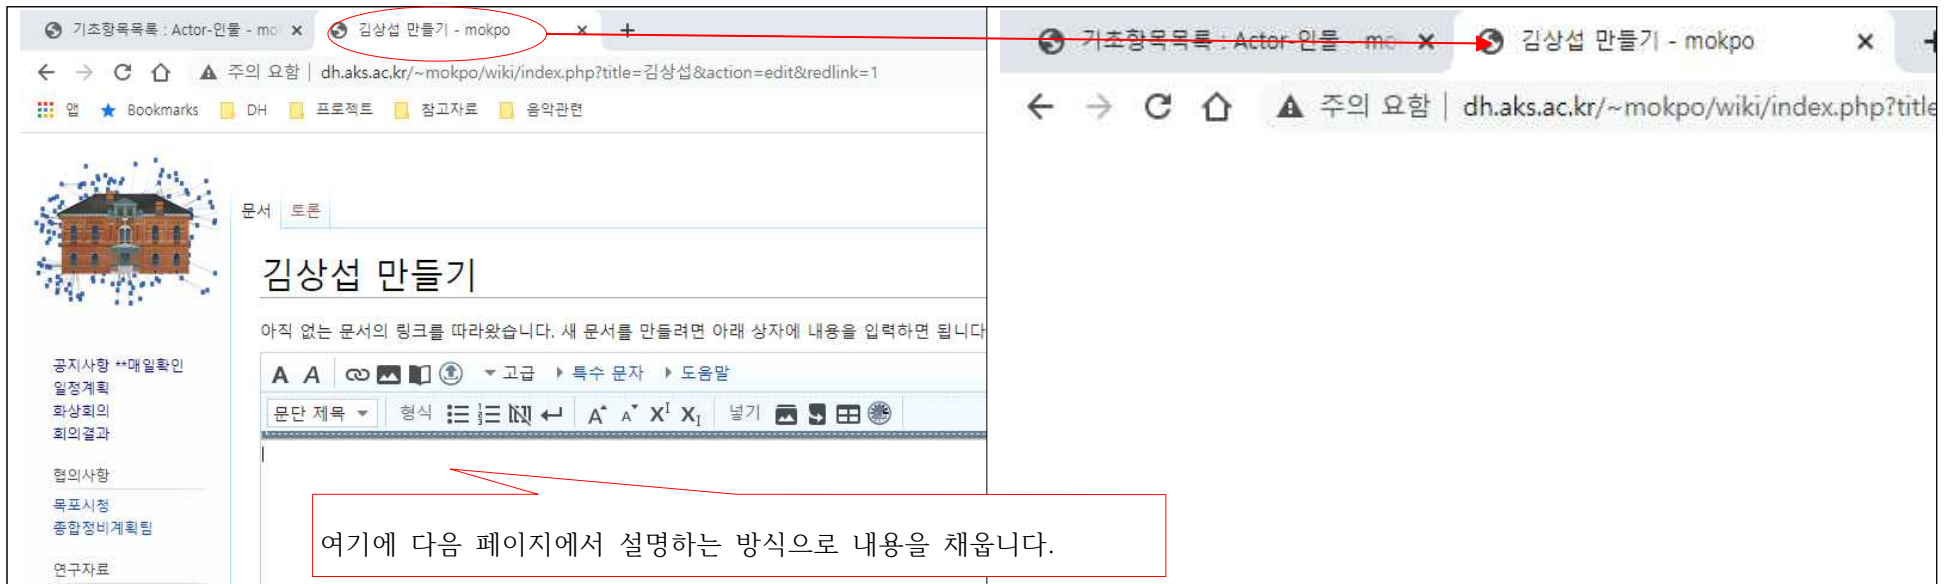 기초항목목록 : Actor-인물 - mo
김상섭 만들기 - mokpo
주의 요함 | dh.aks.ac.kr/~mokpo/wiki/index.php?title=김상섭&action=edit&redlink=1
앱 Bookmarks DH 프로젝트 참고자료 음악관련
문서 토론
김상섭 만들기
아직 없는 문서의 링크를 따라왔습니다. 새 문서를 만들려면 아래 상자에 내용을 입력하면 됩니다
A A 고급 특수 문자 도움말
문단 제목 형식 A A X X 넣기
공지사항 **매일확인
일정계획
화상회의
회의결과
협의사항
목포시청
종합정비계획팀
연구자료
여기에 다음 페이지에서 설명하는 방식으로 내용을 채웁니다.
기초항목목록 : Actor-인물 - mo
김상섭 만들기 - mokpo
주의 요함 | dh.aks.ac.kr/~mokpo/wiki/index.php?title